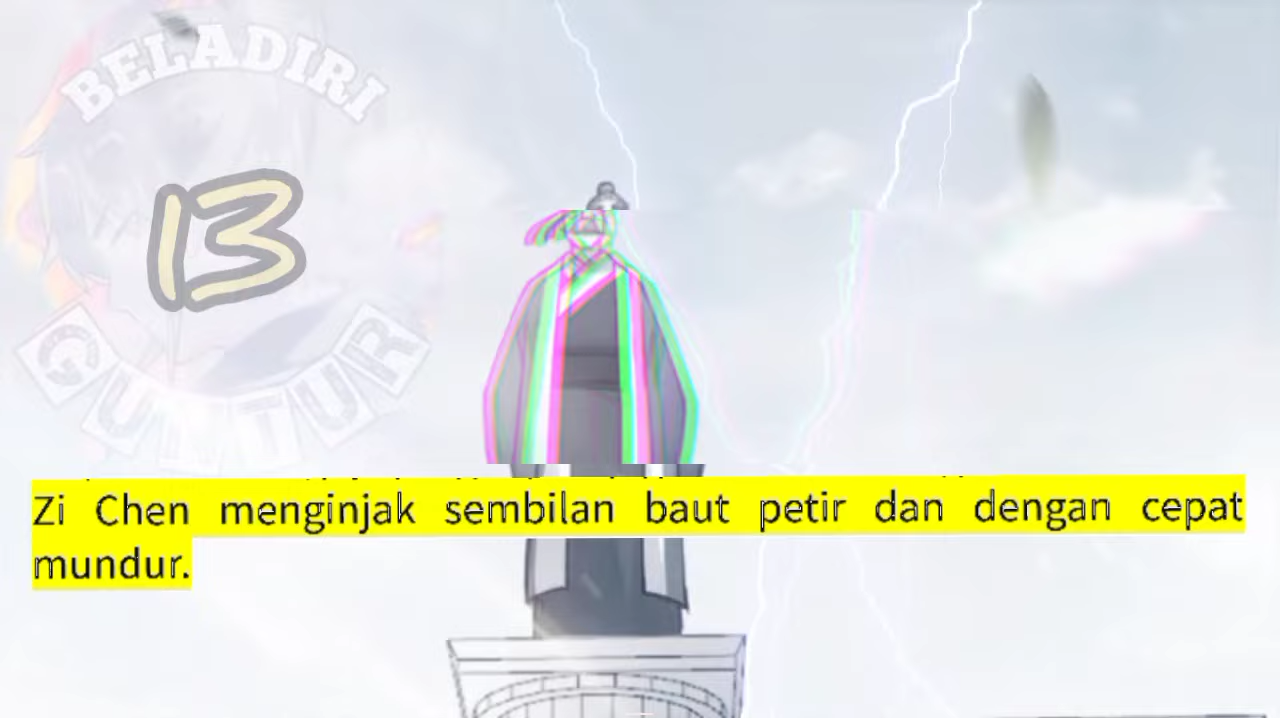 BELADIRI
13
GUNTUR
Zi Chen menginjak sembilan baut petir dan dengan cepat
mundur.